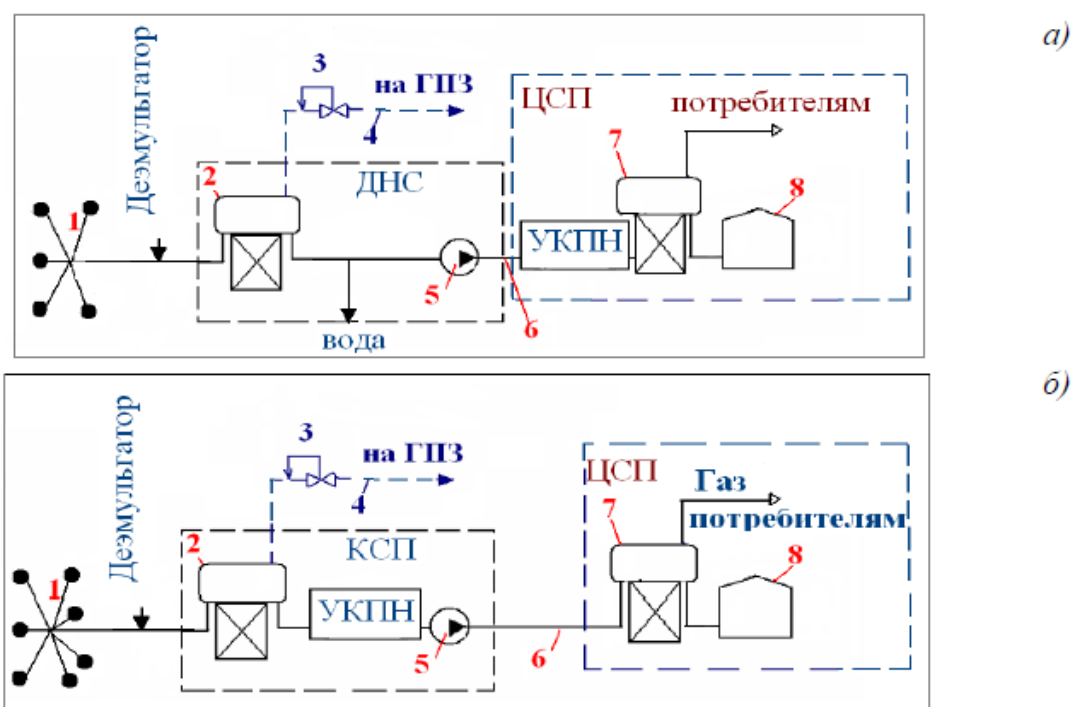 а)
Деэмульгатор
3
на ГПЗ
4
ЦСП
потребителям
7
2
ДНС
8
1
УКПН
5
6
вода
б)
Деэмульгатор
3
на ГПЗ
4
ЦСП
Газ
потребителям
7
2
КСП
8
1
УКПН
5
6